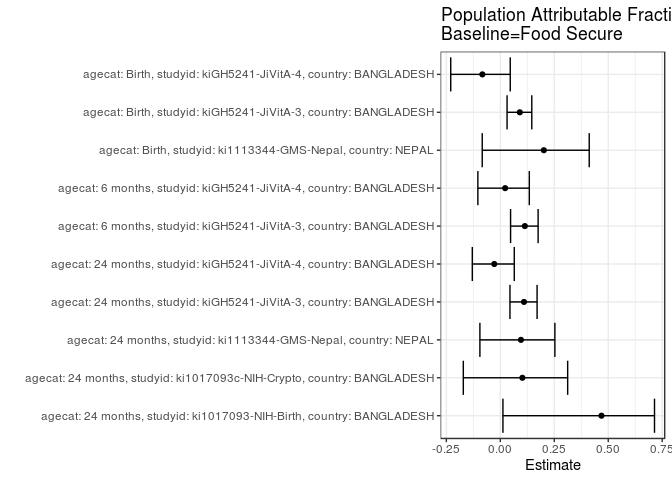 Population Attributable Fracti
Baseline=Food Secure
agecat: Birth, studyid: kiGH5241-JiVitA-4, country: BANGLADESH
agecat: Birth, studyid: kiGH5241-JiVitA-3, country: BANGLADESH
agecat: Birth, studyid: ki1113344-GMS-Nepal, country: NEPAL
agecat: 6 months, studyid: kiGH5241-JiVitA-4, country: BANGLADESH
agecat: 6 months, studyid: kiGH5241-JiVitA-3, country: BANGLADESH
agecat: 24 months, studyid: kiGH5241-JiVitA-4, country: BANGLADESH
agecat: 24 months, studyid: kiGH5241-JiVitA-3, country: BANGLADESH
agecat: 24 months, studyid: ki1113344-GMS-Nepal, country: NEPAL
agecat: 24 months, studyid: ki1017093c-NIH-Crypto, country: BANGLADESH
agecat: 24 months, studyid: ki1017093-NIH-Birth, country: BANGLADESH
-0.25 0.00 0.25 0.50 0.75
Estimate